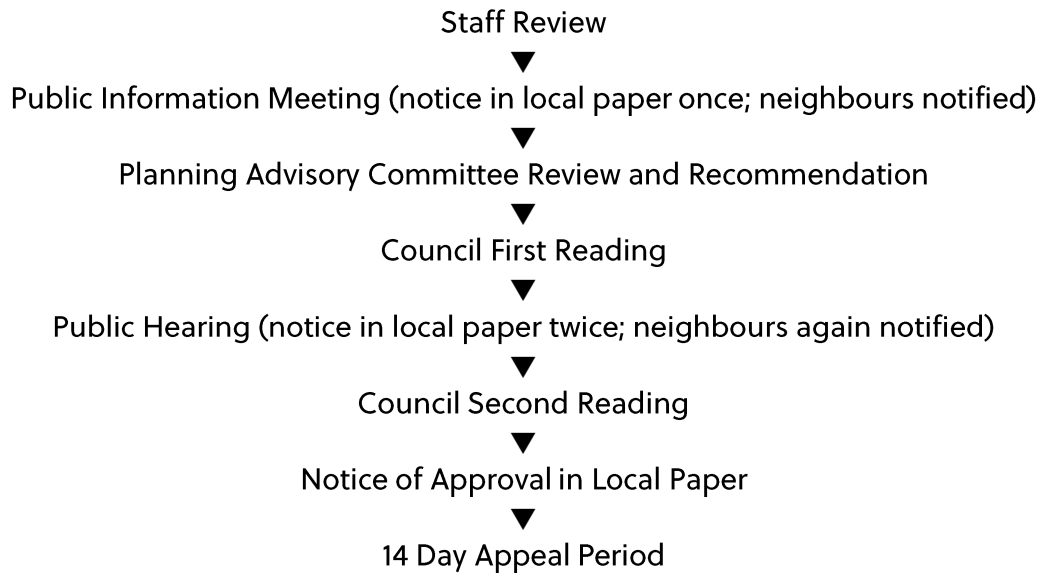 Staff Review
Public Information Meeting (notice in local paper once; neighbours notified)
Planning Advisory Committee Review and Recommendation
Council First Reading
Public Hearing (notice in local paper twice; neighbours again notified)
Council Second Reading
Notice of Approval in Local Paper
14 Day Appeal Period